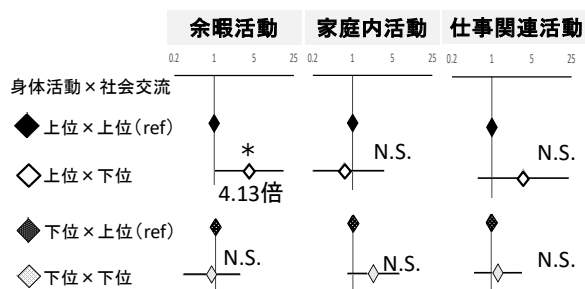 余暇活動 家庭内活動 仕事関連活動
0.2 1 5 25 0.2 1 5 25 0.2 1 5 25
身体活動×社会交流
上位×上位(ref)
上位×下位 * N.S. N.S.
4.13倍
下位×上位(ref)
下位×下位 N.S. N.S. N.S.